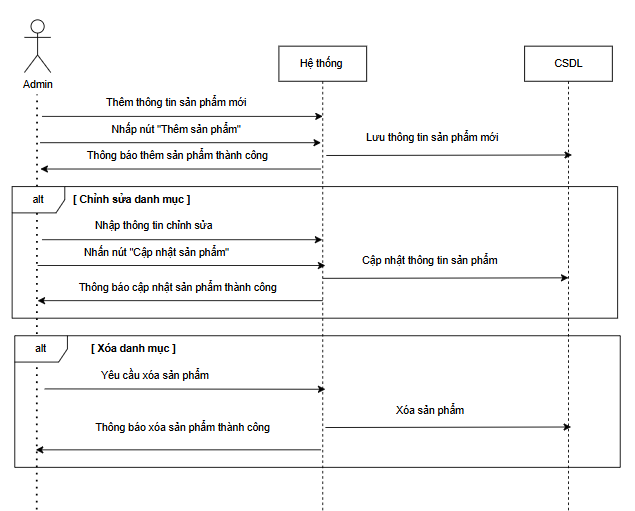 Admin
Hệ thống
CSDL
Thêm thông tin sản phẩm mới
Nhắp nút "Thêm sản phẩm"
Lưu thông tin sản phẩm mới
Thông báo thêm sản phẩm thành công
alt
[ Chỉnh sửa danh mục ]
Nhập thông tin chỉnh sửa
Nhấn nút "Cập nhật sản phẩm"
Cập nhật thông tin sản phẩm
Thông báo cập nhật sản phẩm thành công
alt
[ Xóa danh mục ]
Yêu cầu xóa sản phẩm
Xóa sản phẩm
Thông báo xóa sản phẩm thành công